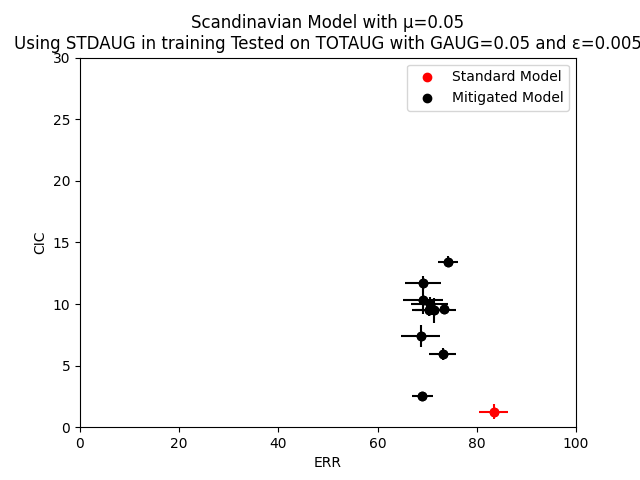 Scandinavian Model with μ=0.05
Using STDAUG in training Tested on TOTAUG with GAUG=0.05 and ε=0.005
30
25
20
15
10
5
0
CIC
Standard Model
Mitigated Model
0 20 40 60 80 100
ERR